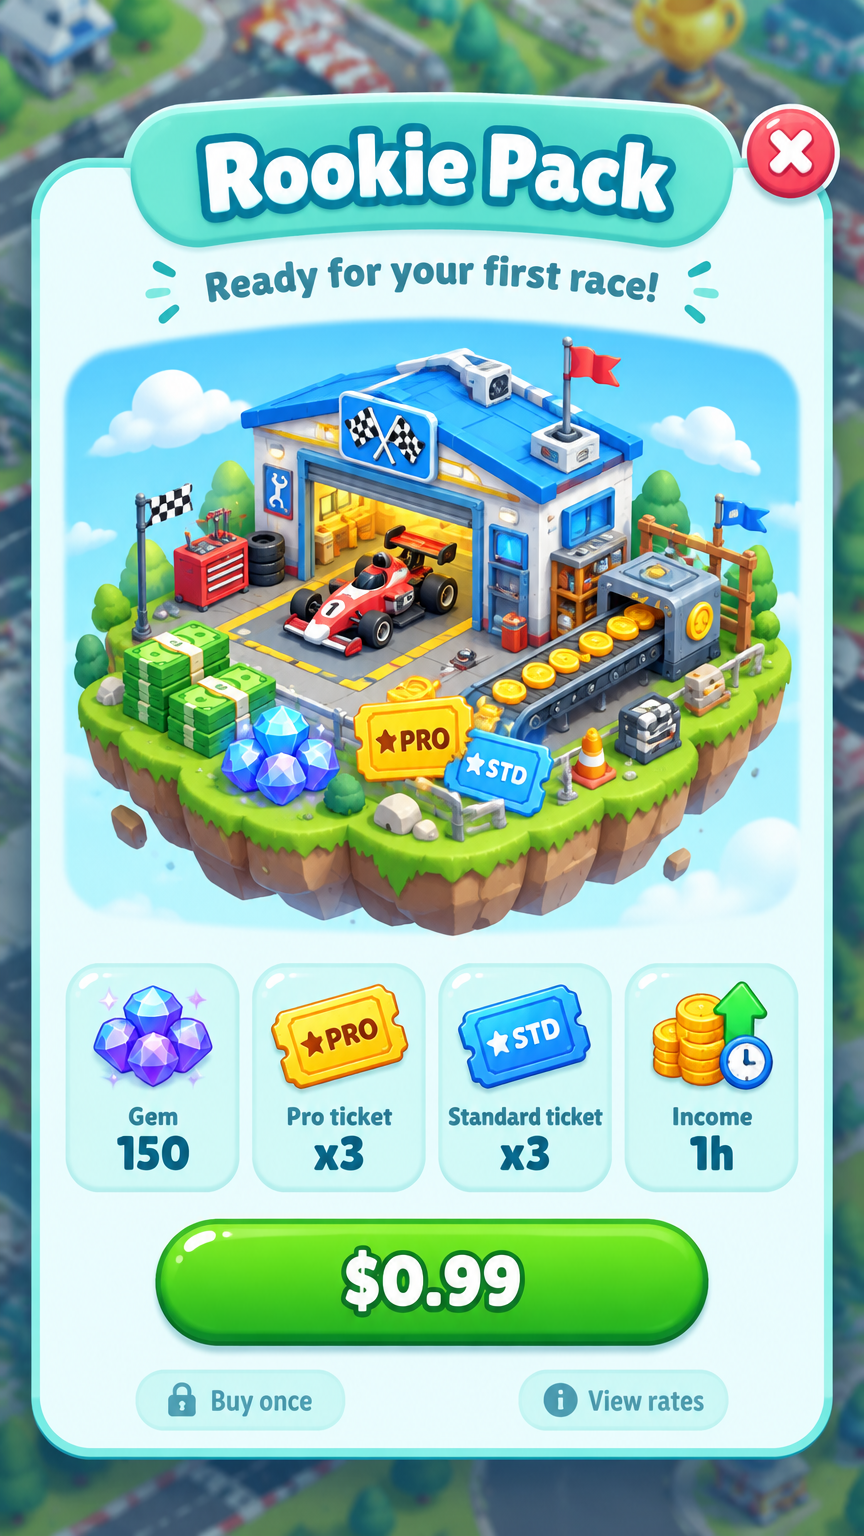 Rookie Pack
Ready for your first race!
1
PRO
STD
PRO
STD
Gem
150
Pro ticket
x3
Standard ticket
x3
Income
1h
$0.99
Buy once
View rates